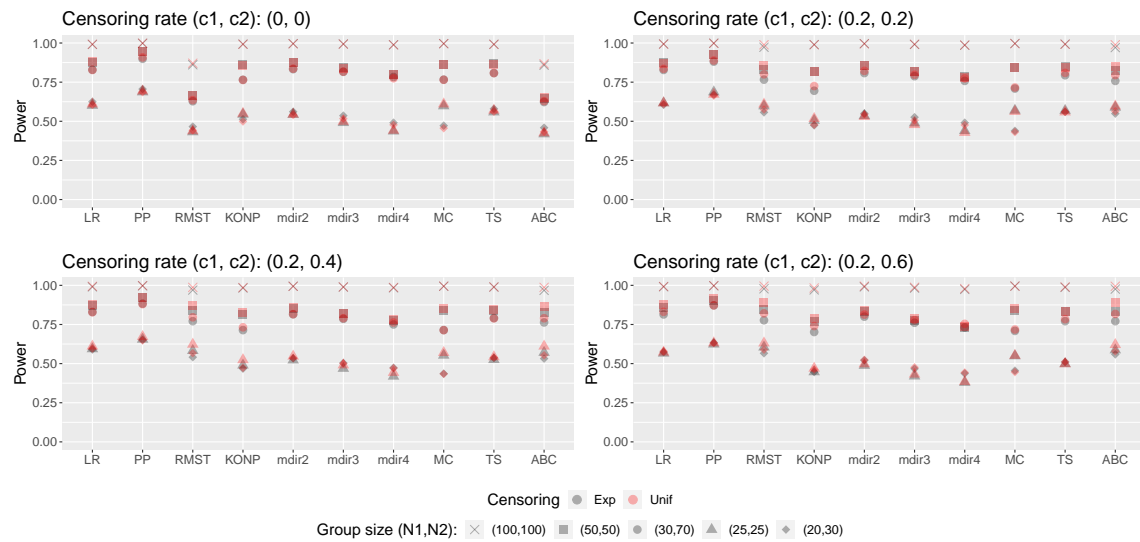 Censoring rate (c1, c2): (0, 0)
Power
1.00
0.75
0.50
0.25
0.00
LR PP RMST KONP mdir2 mdir3 mdir4 MC TS ABC
Censoring rate (c1, c2): (0.2, 0.2)
Power
1.00
0.75
0.50
0.25
0.00
LR PP RMST KONP mdir2 mdir3 mdir4 MC TS ABC
Censoring rate (c1, c2): (0.2, 0.4)
Power
1.00
0.75
0.50
0.25
0.00
LR PP RMST KONP mdir2 mdir3 mdir4 MC TS ABC
Censoring rate (c1, c2): (0.2, 0.6)
Power
1.00
0.75
0.50
0.25
0.00
LR PP RMST KONP mdir2 mdir3 mdir4 MC TS ABC
Censoring Exp Unif
Group size (N1,N2): (100,100) (50,50) (30,70) (25,25) (20,30)